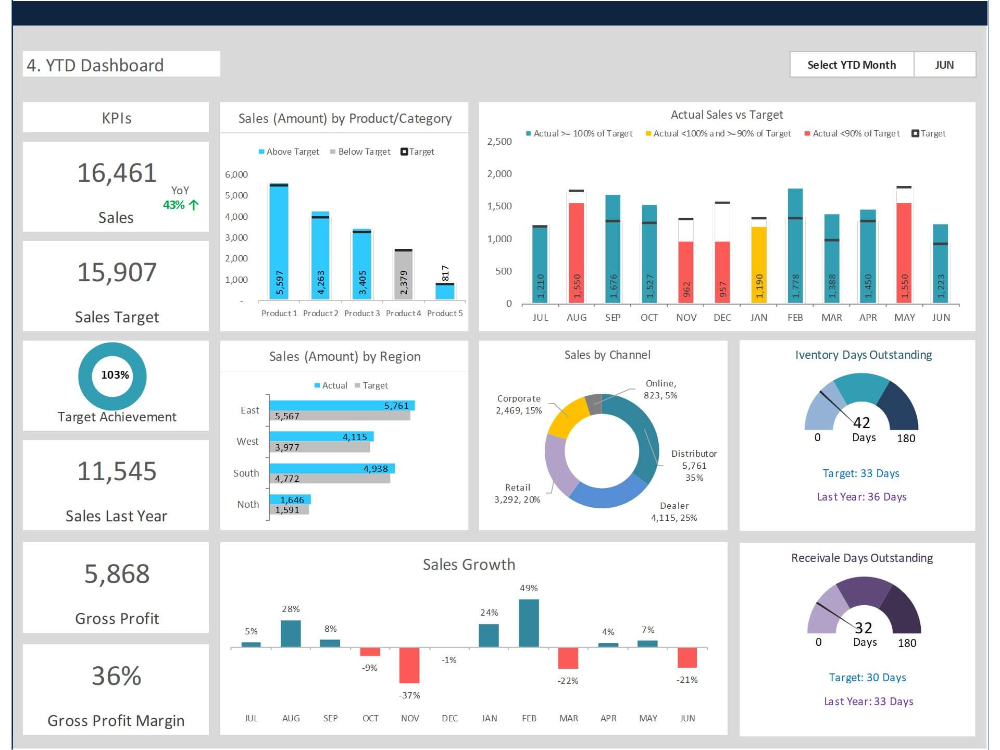 4. YTD Dashboard
Select YTD Month
JUN
KPIs
16,461
YoY
43% ↑
Sales
15,907
Sales Target
103%
Target Achievement
11,545
Sales Last Year
5,868
Gross Profit
36%
Gross Profit Margin
Sales (Amount) by Product/Category
Above Target Below Target Target
6,000
5,000
4,000
3,000
2,000
1,000
-
5,597 4,263 3,405 2,379 817
Product 1 Product 2 Product 3 Product 4 Product 5
Actual Sales vs Target
Actual >= 100% of Target Actual <100% and >=90% of Target Actual <90% of Target Target
2,500
2,000
1,500
1,000
500
0
1,210 1,550 1,676 1,527 962 957 1,190 1,778 1,388 1,450 1,550 1,223
JUL AUG SEP OCT NOV DEC JAN FEB MAR APR MAY JUN
Sales (Amount) by Region
Actual Target
East
5,761
5,567
West
4,115
3,977
South
4,938
4,772
Noth
1,646
1,591
Sales by Channel
Online,
823, 5%
Corporate
2,469, 15%
Distributor
5,761
35%
Retail
3,292, 20%
Dealer
4,115, 25%
Iventory Days Outstanding
42
0 Days 180
Target: 33 Days
Last Year: 36 Days
Sales Growth
5% 28% 8% -9% -37% -1% 24% 49% -22% 4% 7% -21%
JUL AUG SEP OCT NOV DEC JAN FEB MAR APR MAY JUN
Receivale Days Outstanding
32
0 Days 180
Target: 30 Days
Last Year: 33 Days